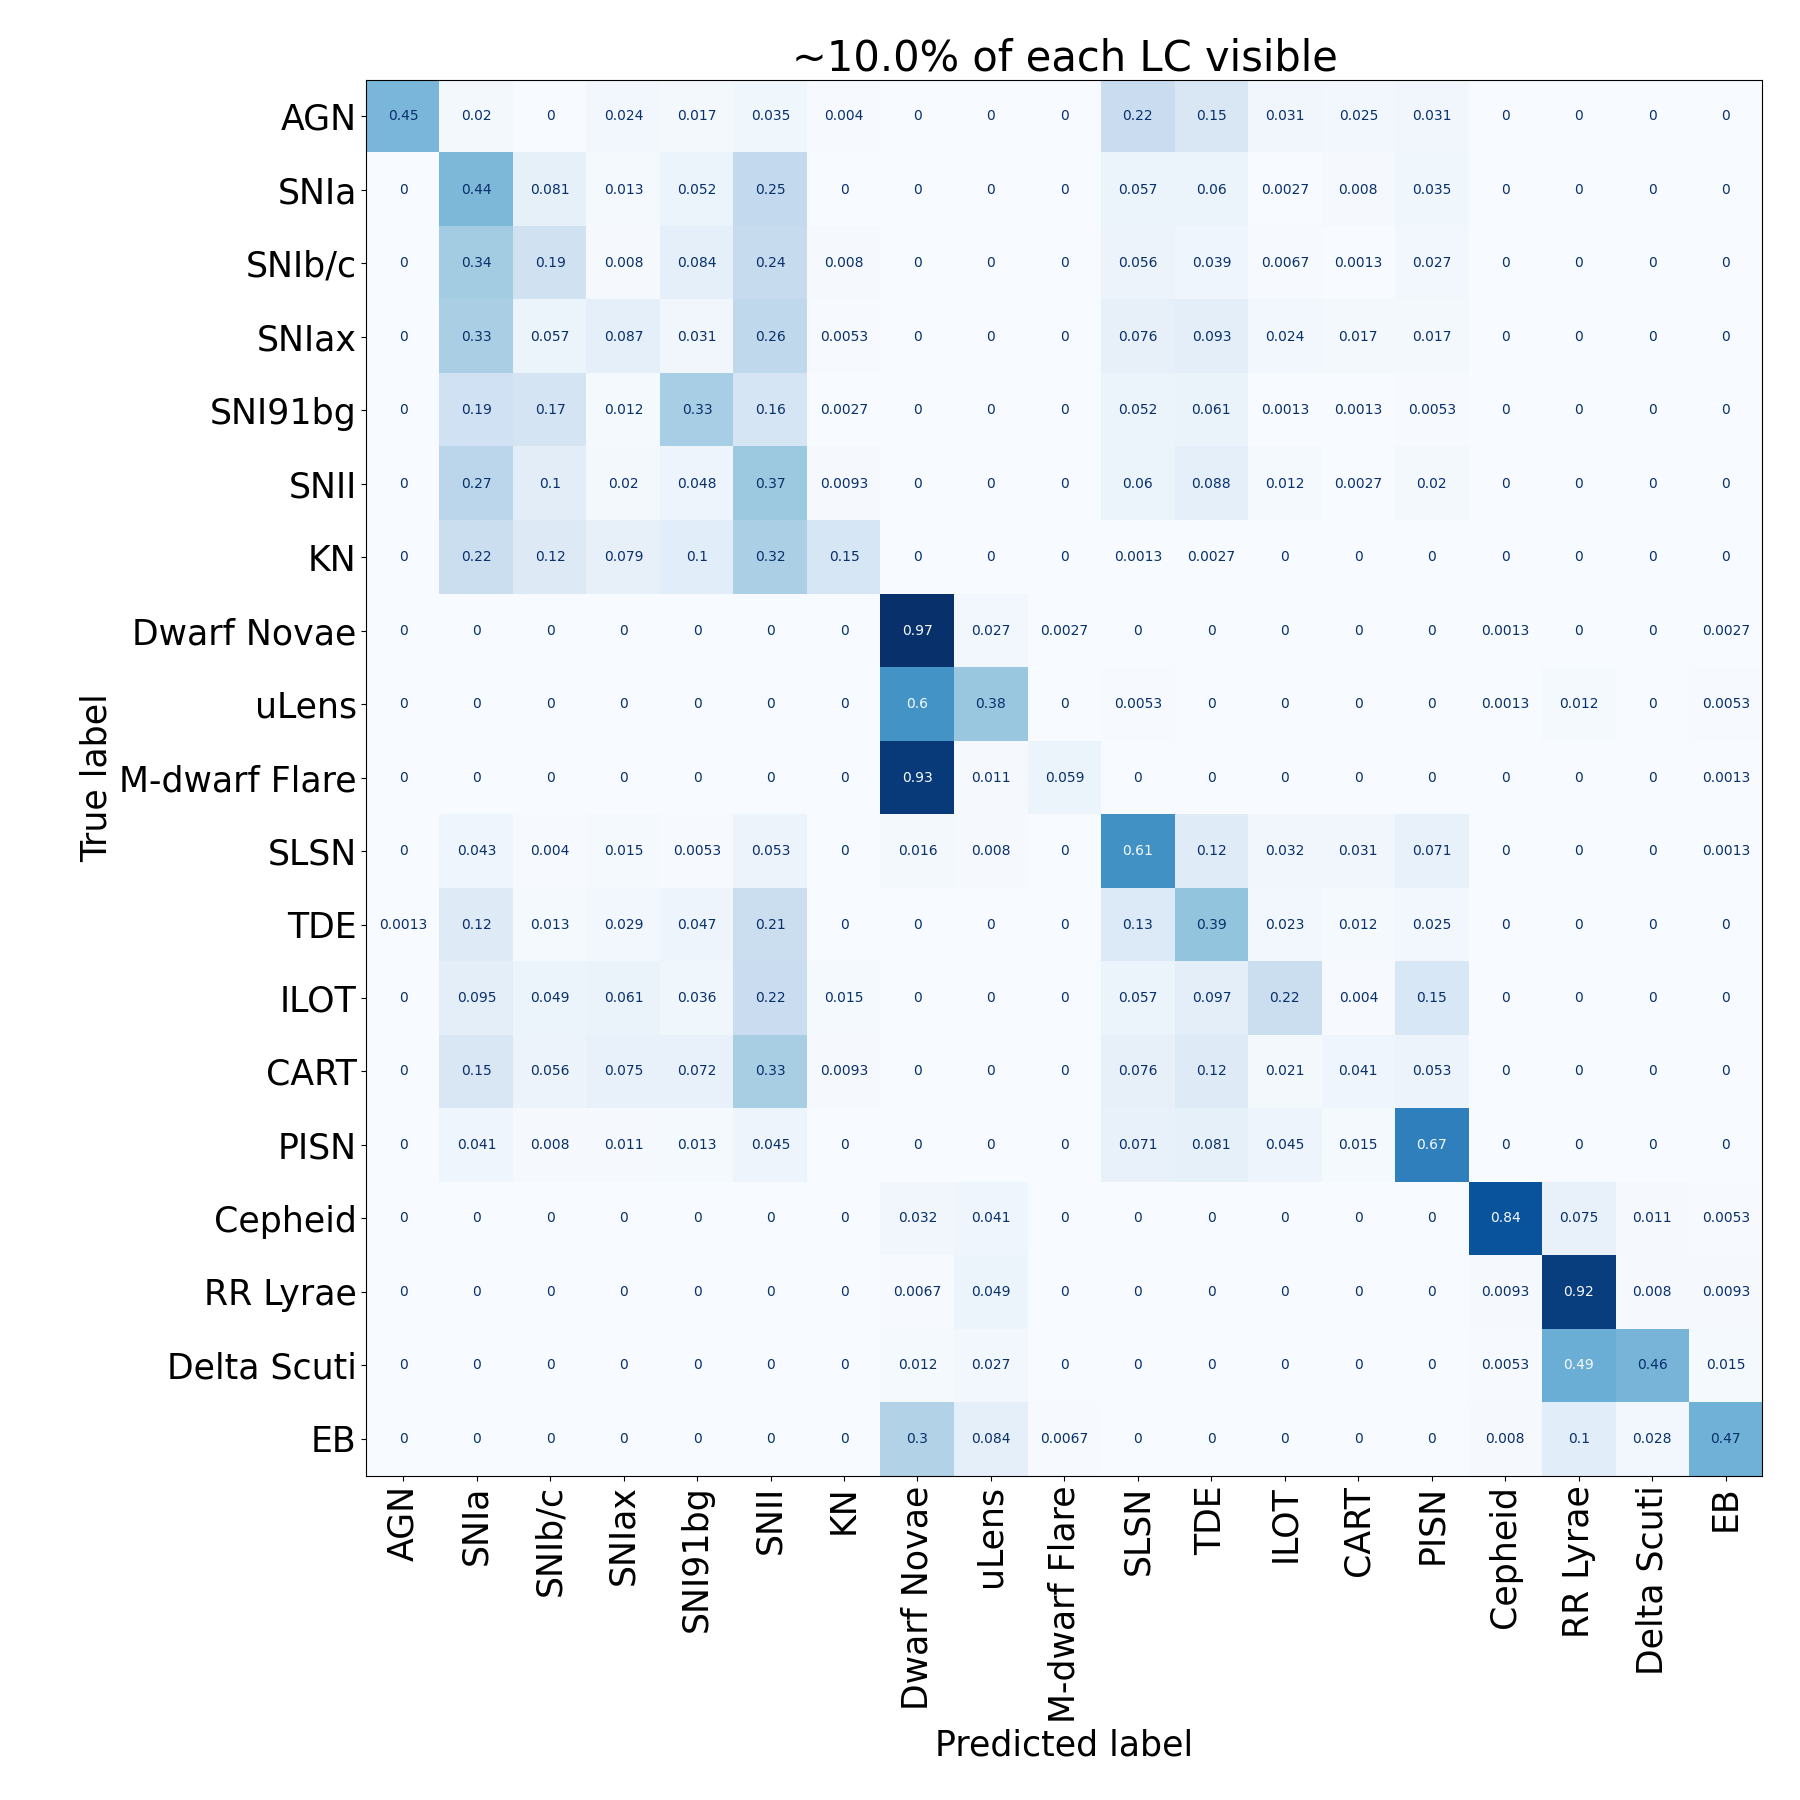 ~10.0% of each LC visible
AGN 0.45 0.02 0 0.024 0.017 0.035 0.004 0 0 0 0.22 0.15 0.031 0.025 0.031 0 0 0 0
SNIa 0 0.44 0.081 0.013 0.052 0.25 0 0 0 0 0.057 0.06 0.0027 0.008 0.035 0 0 0 0
SNIb/c 0 0.34 0.19 0.008 0.084 0.24 0.008 0 0 0 0.056 0.039 0.0067 0.0013 0.027 0 0 0 0
SNIax 0 0.33 0.057 0.087 0.031 0.26 0.0053 0 0 0 0.076 0.093 0.024 0.017 0.017 0 0 0 0
SNI91bg 0 0.19 0.17 0.012 0.33 0.16 0.0027 0 0 0 0.052 0.061 0.0013 0.0013 0.0053 0 0 0 0
SNII 0 0.27 0.1 0.02 0.048 0.37 0.0093 0 0 0 0.06 0.088 0.012 0.0027 0.02 0 0 0 0
KN 0 0.22 0.12 0.079 0.1 0.32 0.15 0 0 0 0.0013 0.0027 0 0 0 0 0 0 0
Dwarf Novae 0 0 0 0 0 0 0 0.97 0.027 0.0027 0 0 0 0 0 0.0013 0 0 0.0027
uLens 0 0 0 0 0 0 0 0.6 0.38 0 0.0053 0 0 0 0 0.0013 0.012 0 0.0053
M-dwarf Flare 0 0 0 0 0 0 0 0.93 0.011 0.059 0 0 0 0 0 0 0 0 0.0013
SLSN 0 0.043 0.004 0.015 0.0053 0.053 0 0.016 0.008 0 0.61 0.12 0.032 0.031 0.071 0 0 0 0.0013
TDE 0.0013 0.12 0.013 0.029 0.047 0.21 0 0 0 0 0.13 0.39 0.023 0.012 0.025 0 0 0 0
ILOT 0 0.095 0.049 0.061 0.036 0.22 0.015 0 0 0 0.057 0.097 0.22 0.004 0.15 0 0 0 0
CART 0 0.15 0.056 0.075 0.072 0.33 0.0093 0 0 0 0.076 0.12 0.021 0.041 0.053 0 0 0 0
PISN 0 0.041 0.008 0.011 0.013 0.045 0 0 0 0 0.071 0.081 0.045 0.015 0.67 0 0 0 0
Cepheid 0 0 0 0 0 0 0 0.032 0.041 0 0 0 0 0 0 0.84 0.075 0.011 0.0053
RR Lyrae 0 0 0 0 0 0 0 0.0067 0.049 0 0 0 0 0 0 0.0093 0.92 0.008 0.0093
Delta Scuti 0 0 0 0 0 0 0 0.012 0.027 0 0 0 0 0 0 0.0053 0.49 0.46 0.015
EB 0 0 0 0 0 0 0 0.3 0.084 0.0067 0 0 0 0 0 0.008 0.1 0.028 0.47
True label
AGN
SNIa
SNIb/c
SNIax
SNI91bg
SNII
KN
Dwarf Novae
uLens
M-dwarf Flare
SLSN
TDE
ILOT
CART
PISN
Cepheid
RR Lyrae
Delta Scuti
EB
Predicted label